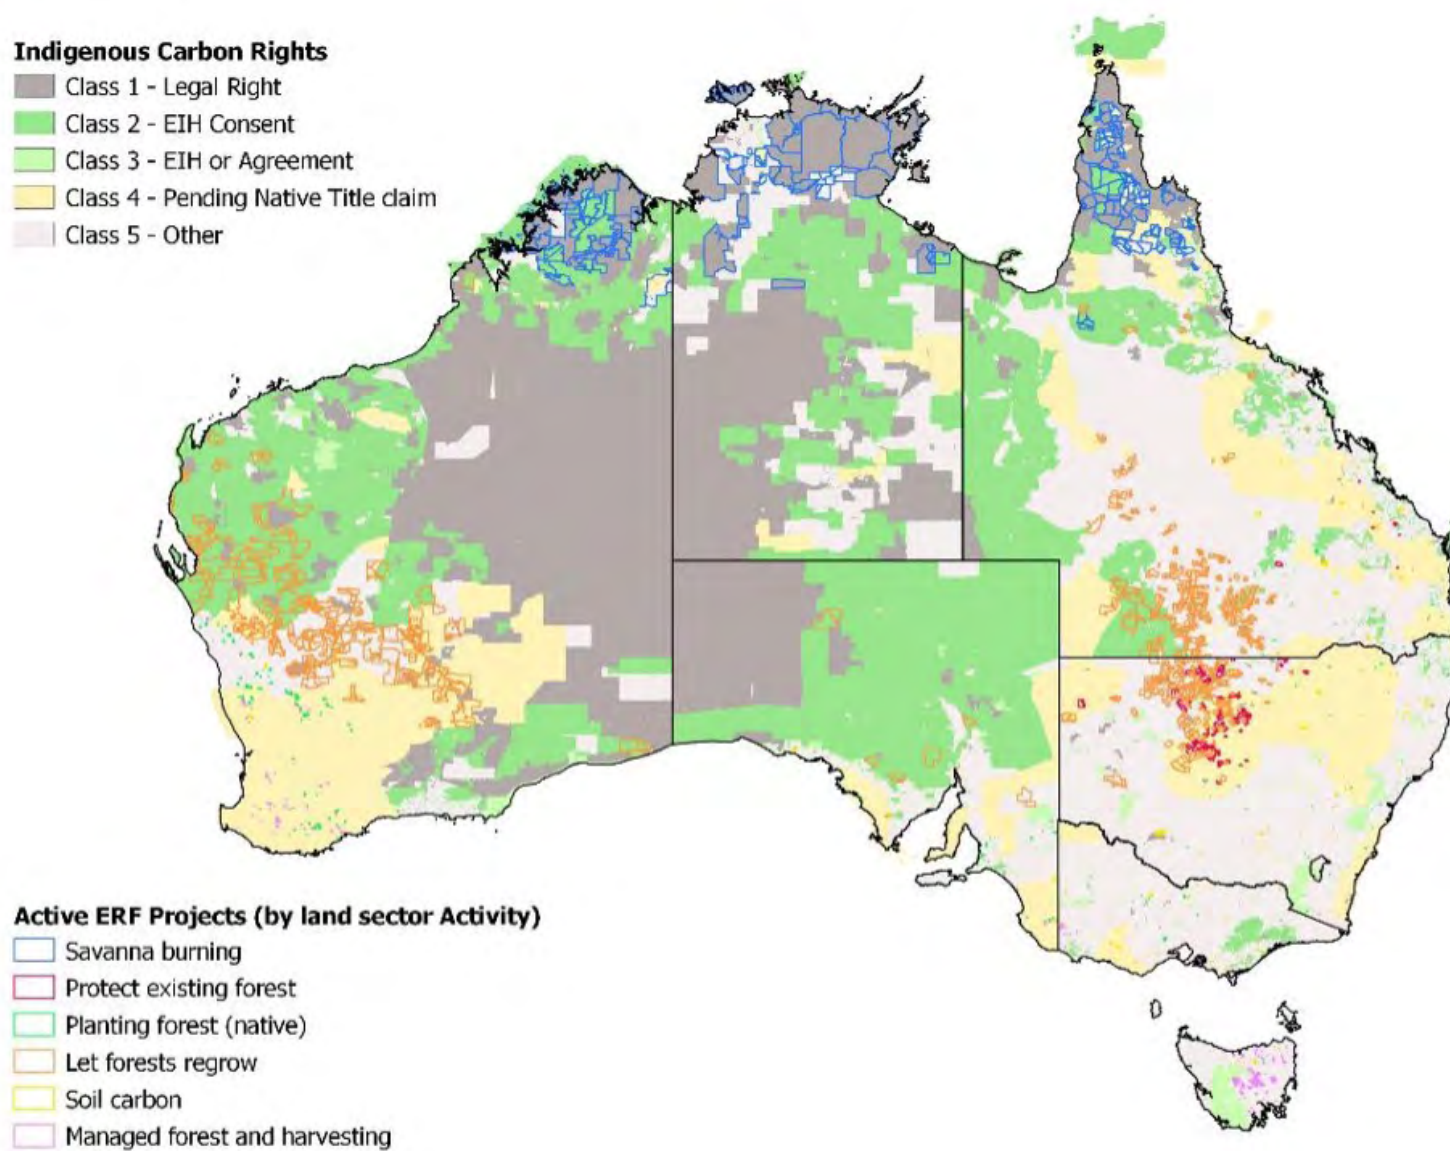 Indigenous Carbon Rights
Class 1 - Legal Right
Class 2 - EIH Consent
Class 3 - EIH or Agreement
Class 4 - Pending Native Title claim
Class 5 - Other
Active ERF Projects (by land sector Activity)
Savanna burning
Protect existing forest
Planting forest (native)
Let forests regrow
Soil carbon
Managed forest and harvesting